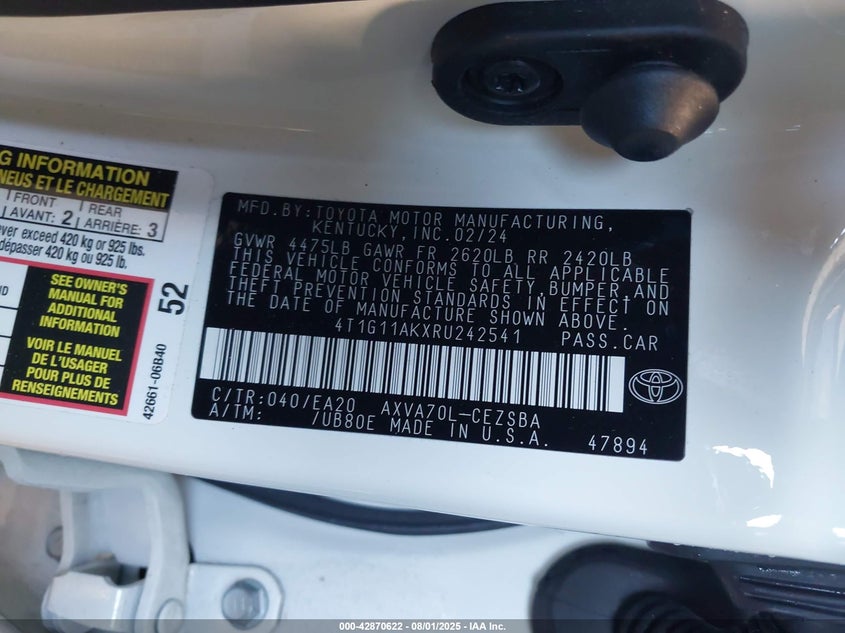 G INFORMATION
NEUS ET LE CHARGEMENT
FRONT REAR
AVANT: 2 ARRIÈRE: 3
ver exceed 420 kg or 925 lbs.
dépasser 420 kg ou 925 lb.
SEE OWNER'S
MANUAL FOR
ADDITIONAL
INFORMATION
VOIR LE MANUEL
DE L'USAGER
POUR PLUS DE
RENSEIGNEMENTS
52
42661-06B40
MFD.BY:TOYOTA MOTOR MANUFACTURING,
KENTUCKY,INC.02/24
GVWR 4475LB GAWR FR 2620LB RR 2420LB
THIS VEHICLE CONFORMS TO ALL APPLICABLE
FEDERAL MOTOR VEHICLE SAFETY,BUMPER,AND
THEFT PREVENTION STANDARDS IN EFFECT ON
THE DATE OF MANUFACTURE SHOWN ABOVE.
4T1G11AKXRU242541 PASS.CAR
C/TR:040/EA20 AXVA70L-CEZSBA
A/TM: /UB80E MADE IN U.S.A. 47894
000-42870622 - 08/01/2025 - IAA Inc.